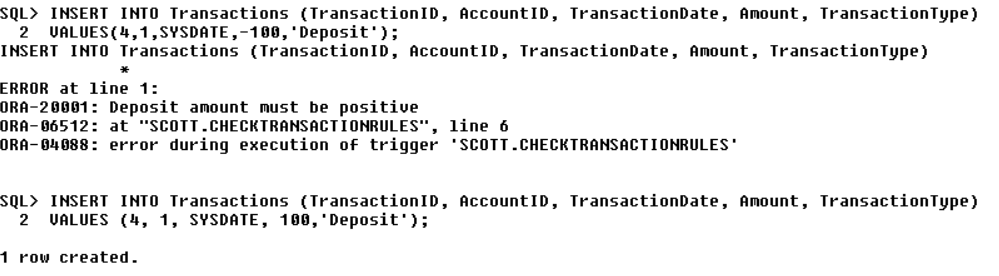 SQL> INSERT INTO Transactions (TransactionID, AccountID, TransactionDate, Amount, TransactionType)
  2  VALUES(4,1,SYSDATE,-100,'Deposit');
INSERT INTO Transactions (TransactionID, AccountID, TransactionDate, Amount, TransactionType)
            *
ERROR at line 1:
ORA-20001: Deposit amount must be positive
ORA-06512: at "SCOTT.CHECKTRANSACTIONRULES", line 6
ORA-04088: error during execution of trigger 'SCOTT.CHECKTRANSACTIONRULES'
SQL> INSERT INTO Transactions (TransactionID, AccountID, TransactionDate, Amount, TransactionType)
  2  VALUES (4, 1, SYSDATE, 100,'Deposit');
1 row created.